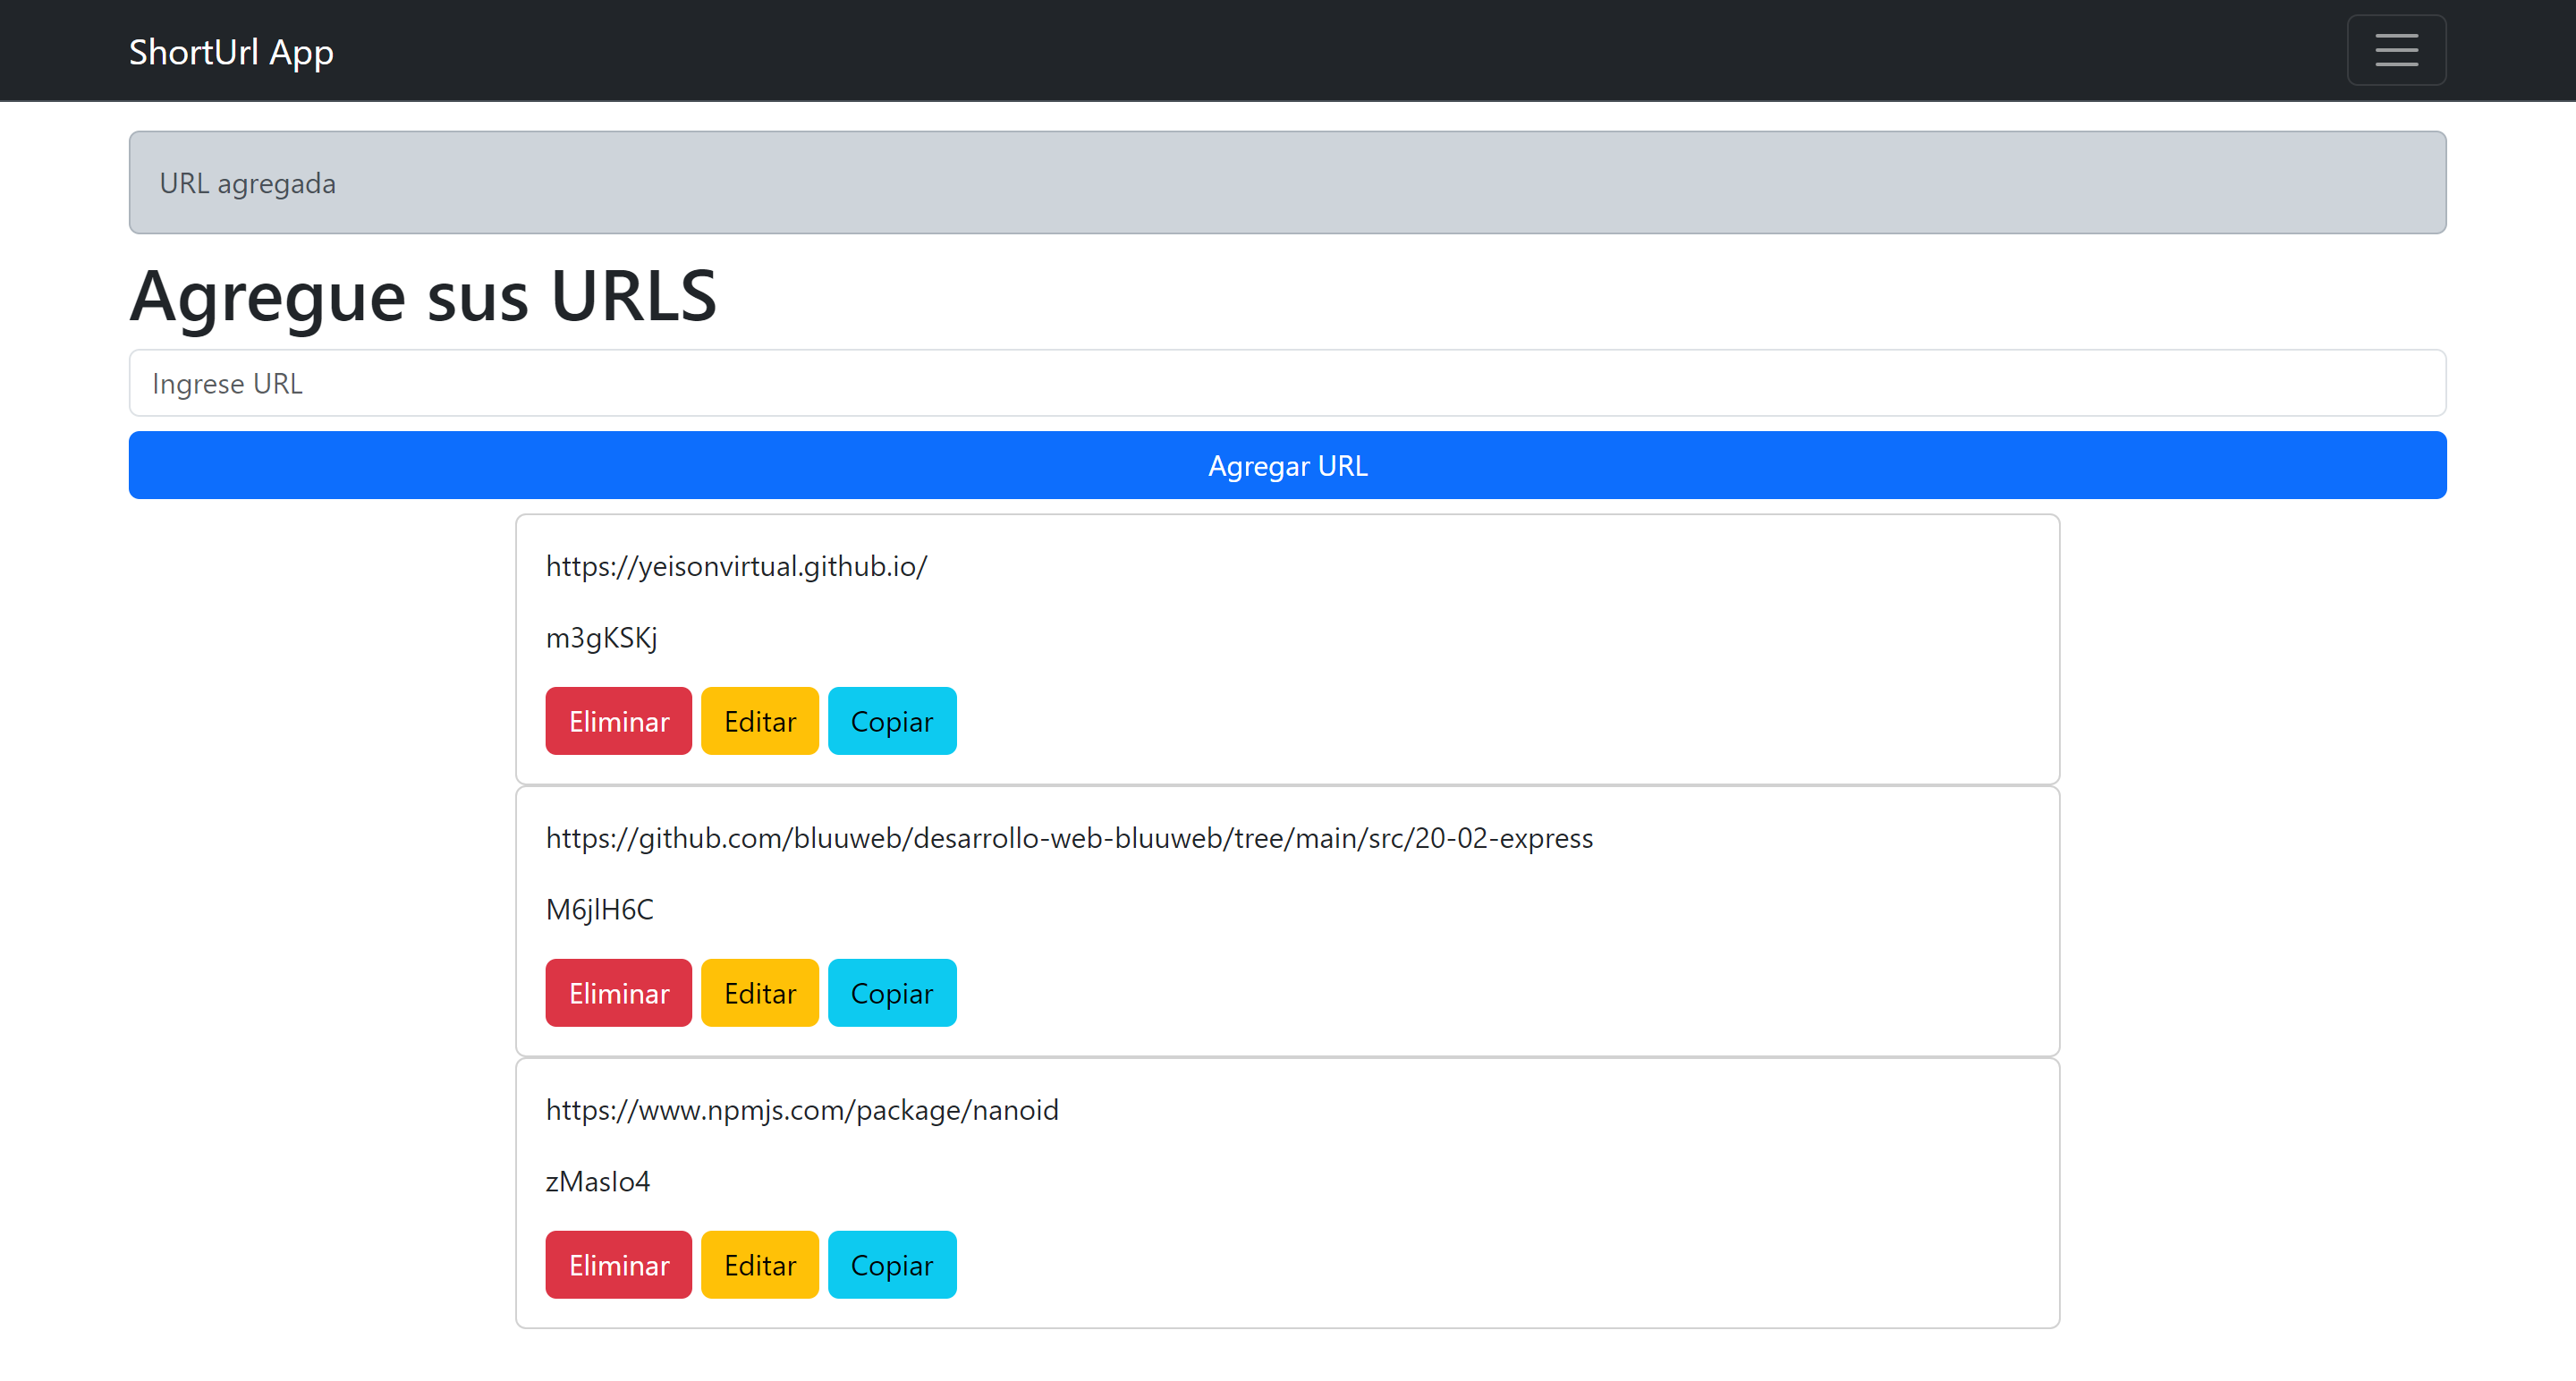 ShortUrl App
URL agregada
Agregue sus URLS
Ingrese URL
Agregar URL
https://yeisonvirtual.github.io/
m3gKSKj
Eliminar Editar Copiar
https://github.com/bluuweb/desarrollo-web-bluuweb/tree/main/src/20-02-express
M6jlH6C
Eliminar Editar Copiar
https://www.npmjs.com/package/nanoid
zMaslo4
Eliminar Editar Copiar